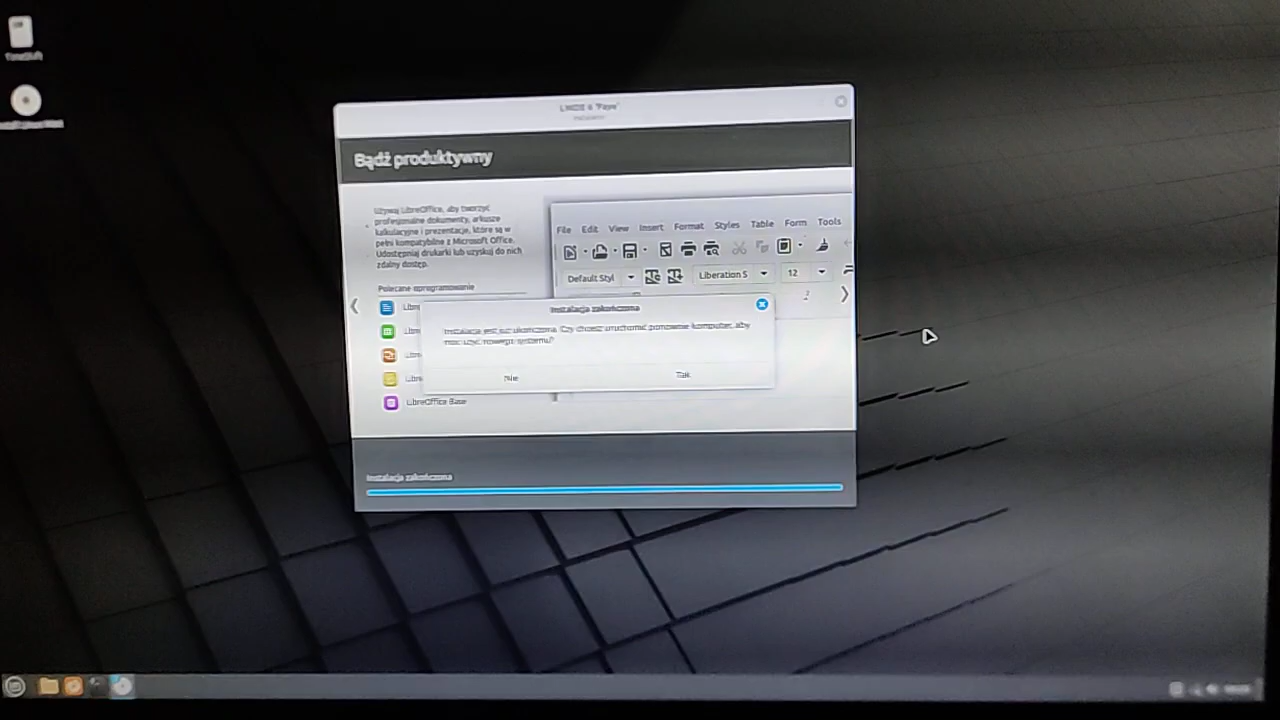 TimeShift
LMDE 6 'Faye'
Bądź produktywny
Używaj LibreOffice, aby tworzyć
profesjonalne dokumenty, arkusze
kalkulacyjne i prezentacje, które są w
pełni kompatybilne z Microsoft Office.
Udostępniaj drukarki lub uzyskuj do nich
zdalny dostęp.
Polecane oprogramowanie
File Edit View Insert Format Styles Table Form Tools
Default Styl Liberation S 12
Instalacja zakończona
Instalacja jest już ukończona. Czy chcesz uruchomić ponownie komputer, aby
móc użyć nowego systemu?
Nie Tak
LibreOffice Base
Instalacja zakończona